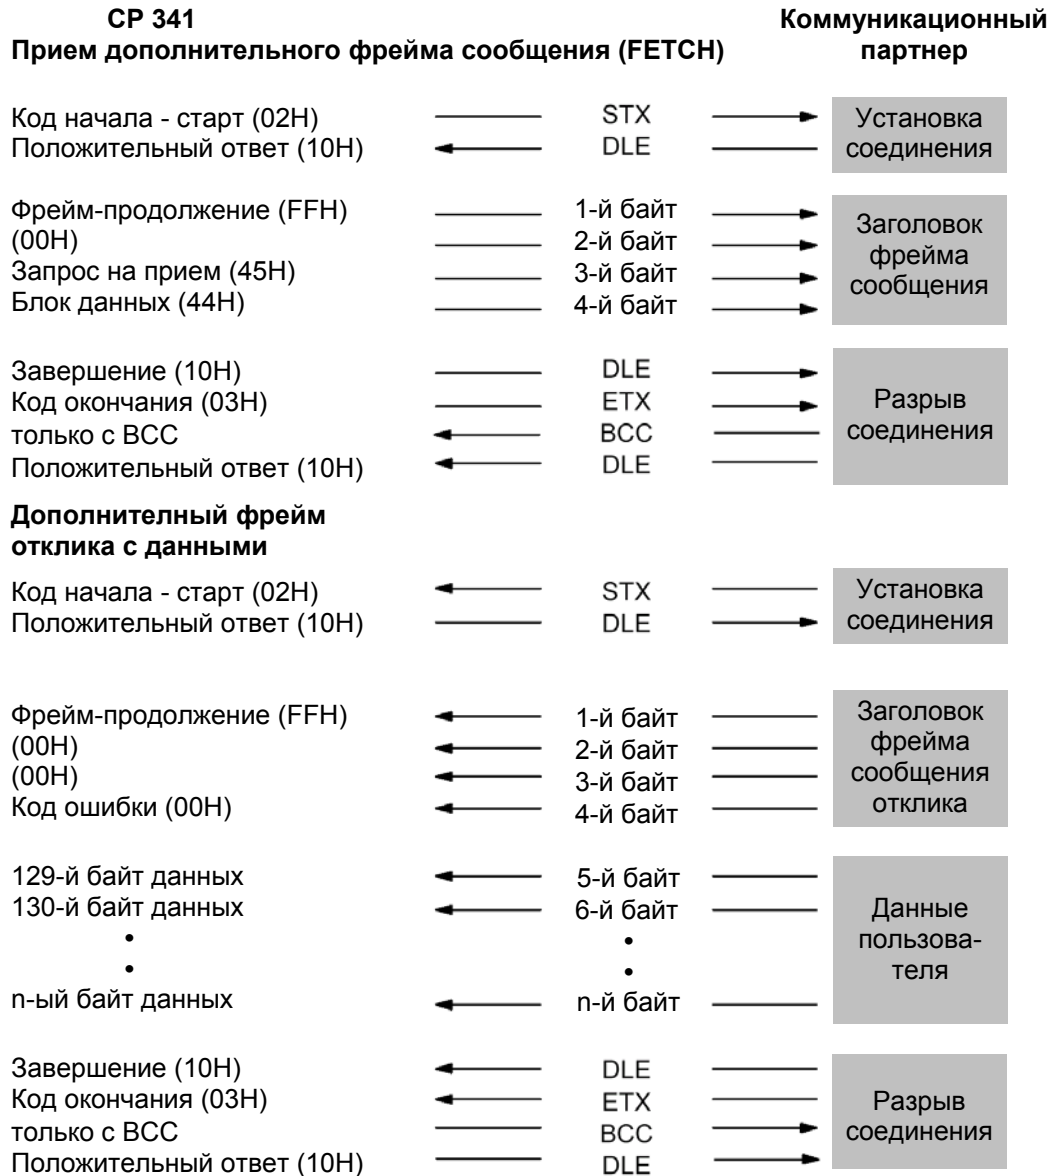 CP 341 Коммуникационный
Прием дополнительного фрейма сообщения (FETCH) партнер
Код начала - старт (02H) STX Установка
Положительный ответ (10H) DLE соединения
Фрейм-продолжение (FFH) 1-й байт Заголовок
(00H) 2-й байт фрейма
Запрос на прием (45H) 3-й байт сообщения
Блок данных (44H) 4-й байт
Завершение (10H) DLE
Код окончания (03H) ETX Разрыв
только с BCC BCC соединения
Положительный ответ (10H) DLE
Дополнителный фрейм
отклика с данными
Код начала - старт (02H) STX Установка
Положительный ответ (10H) DLE соединения
Фрейм-продолжение (FFH) 1-й байт Заголовок
(00H) 2-й байт фрейма
(00H) 3-й байт сообщения
Код ошибки (00H) 4-й байт отклика
129-й байт данных 5-й байт
130-й байт данных 6-й байт Данные
• • пользова-
• • теля
n-ый байт данных n-й байт
Завершение (10H) DLE
Код окончания (03H) ETX Разрыв
только с BCC BCC соединения
Положительный ответ (10H) DLE